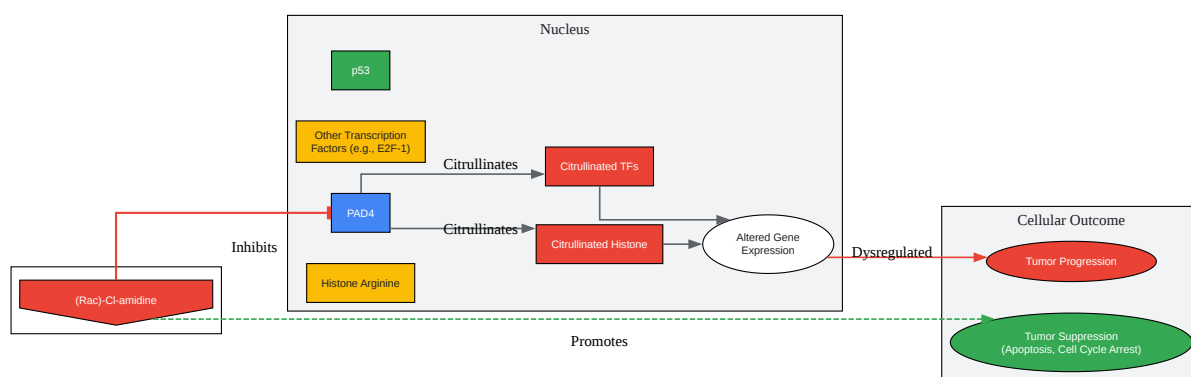 Nucleus
p53
Other Transcription
Factors (e.g., E2F-1)
Citrullinates
Citrullinated TFs
PAD4
Citrullinates
Citrullinated Histone
Altered Gene
Expression
Histone Arginine
Inhibits
(Rac)-Cl-amidine
Dysregulated
Cellular Outcome
Tumor Progression
Tumor Suppression
(Apoptosis, Cell Cycle Arrest)
Promotes